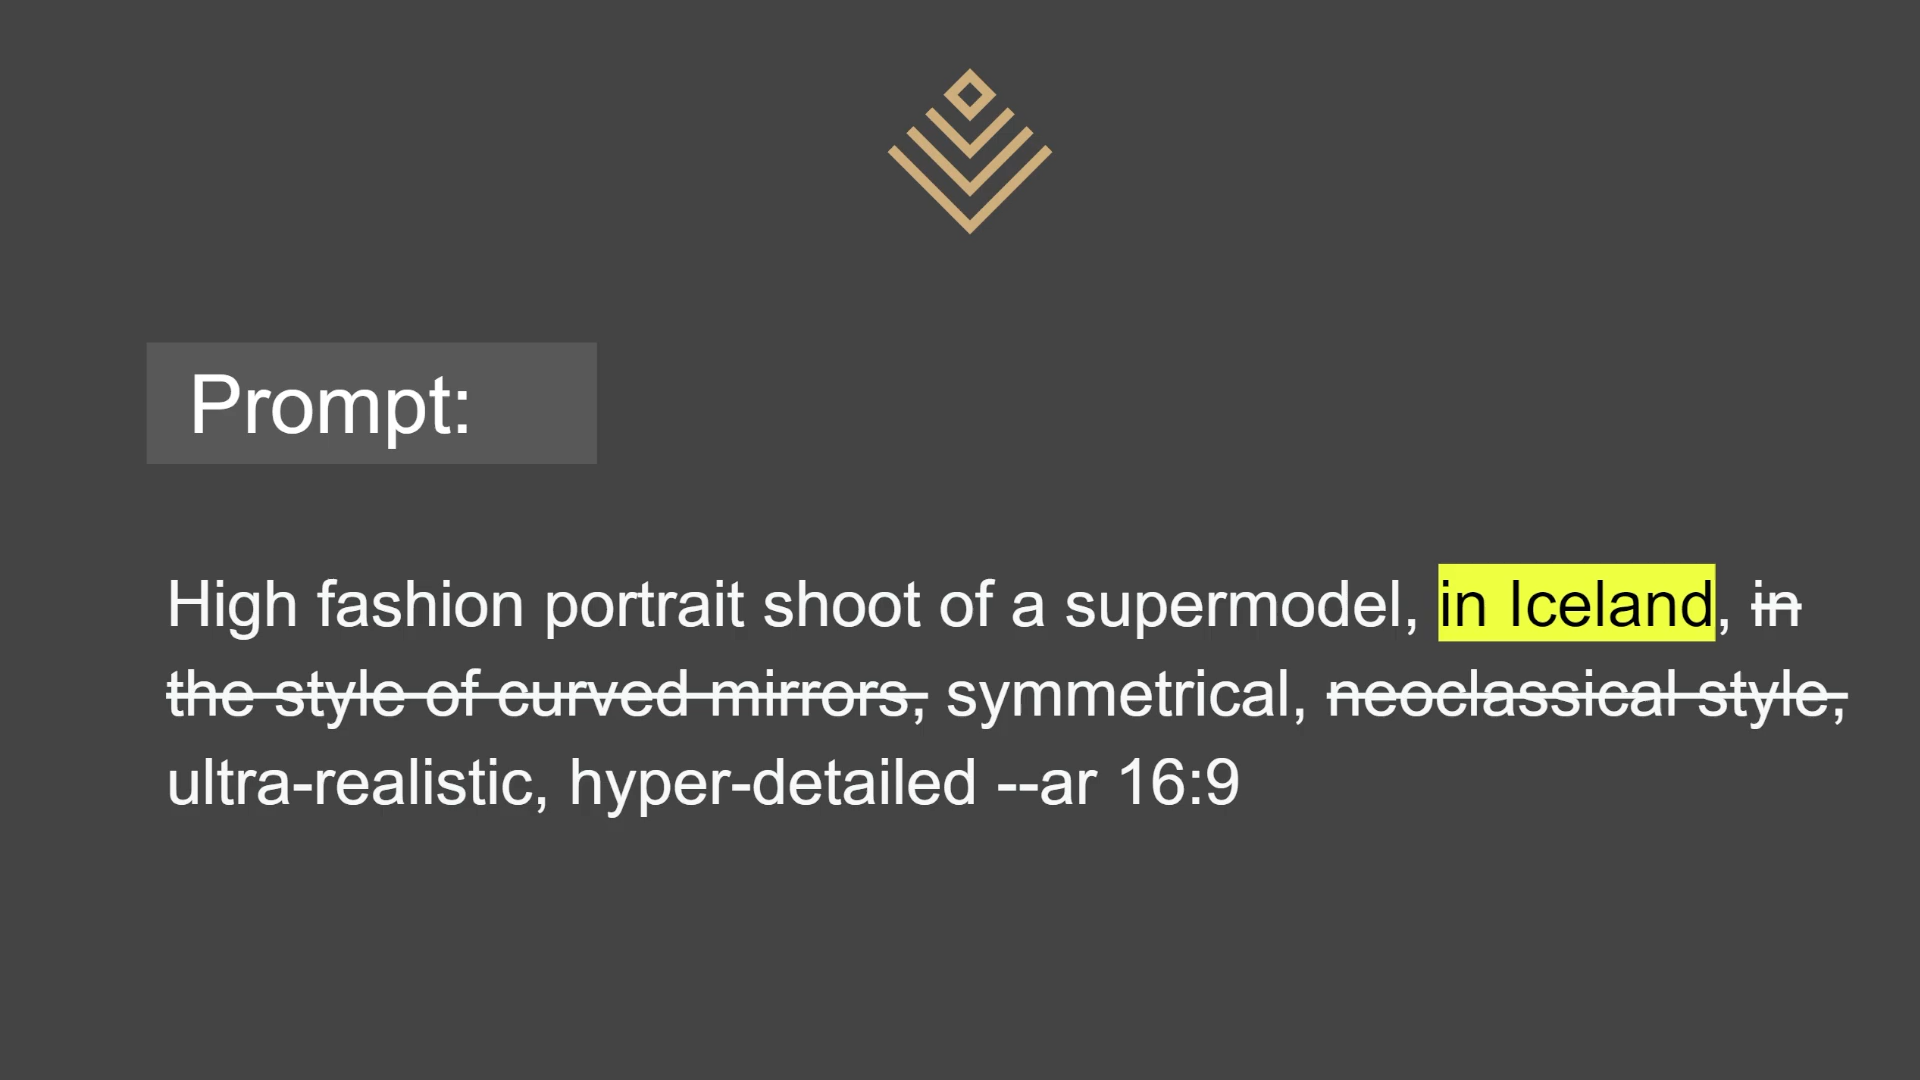 Prompt:
High fashion portrait shoot of a supermodel, in Iceland, in
the style of curved mirrors, symmetrical, neoclassical style,
ultra-realistic, hyper-detailed --ar 16:9